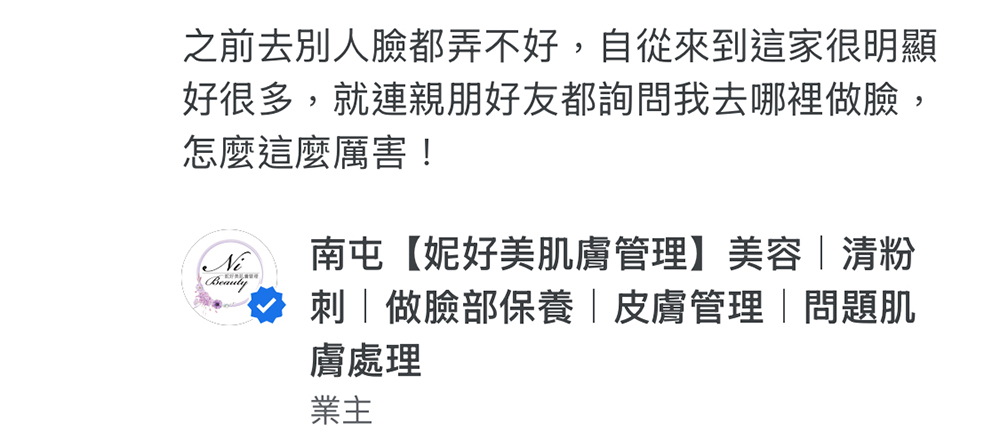 之前去別人臉都弄不好，自從來到這家很明顯
好很多，就連親朋好友都詢問我去哪裡做臉，
怎麼這麼厲害！
Ni
妮好美肌膚管理
Beauty
南屯【妮好美肌膚管理】美容｜清粉
刺｜做臉部保養｜皮膚管理｜問題肌
膚處理
業主